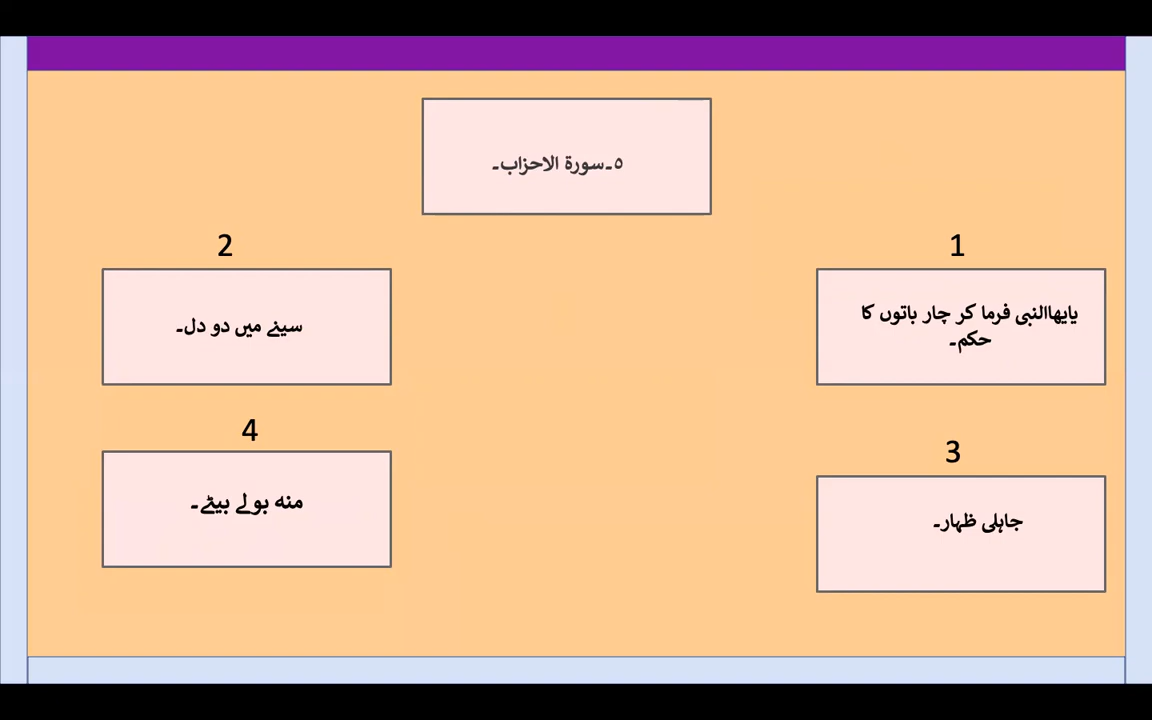 ۵۔سورۃ الاحزاب۔
1
یایھاالنبی فرما کر چار باتوں کا
حکم۔
2
سینے میں دو دل۔
3
جاہلی ظہار۔
4
منہ بولے بیٹے۔